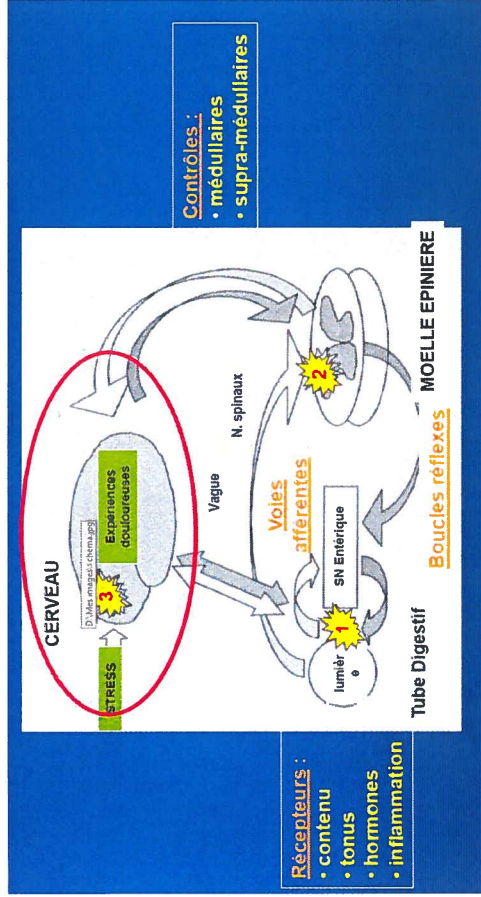 CERVEAU
D:\Mes images\schema.jpg
STRESS
3
Expériences
douloureuses
Contrôles :
• médullaires
• supra-médullaires
Vague
N. spinaux
Récepteurs :
• contenu
• tonus
• hormones
• inflammation
Voies
afférentes
lumièr
e
1
SN Entérique
2
Tube Digestif
Boucles réflexes
MOELLE EPINIERE